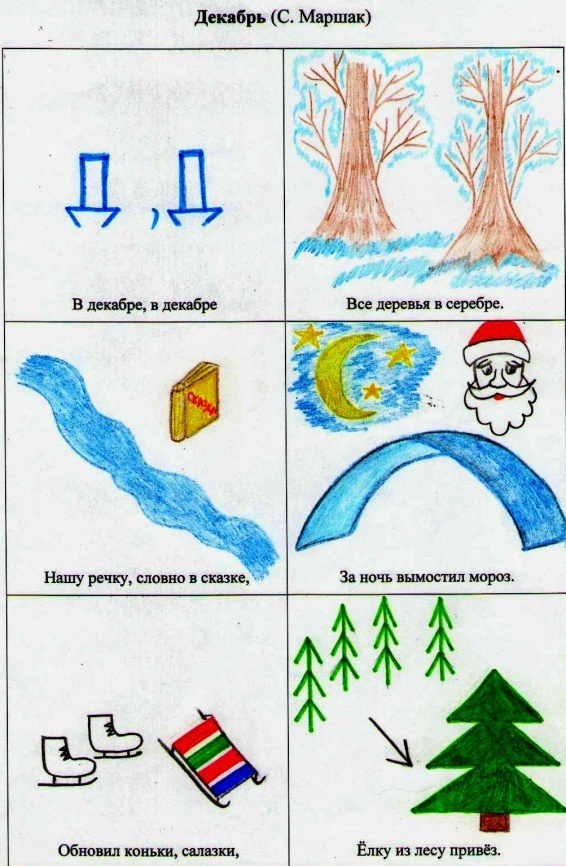 Декабрь (С. Маршак)
В декабре, в декабре
Все деревья в серебре.
СКАЗКИ
Нашу речку, словно в сказке,
За ночь вымостил мороз.
Обновил коньки, салазки,
Ёлку из лесу привёз.